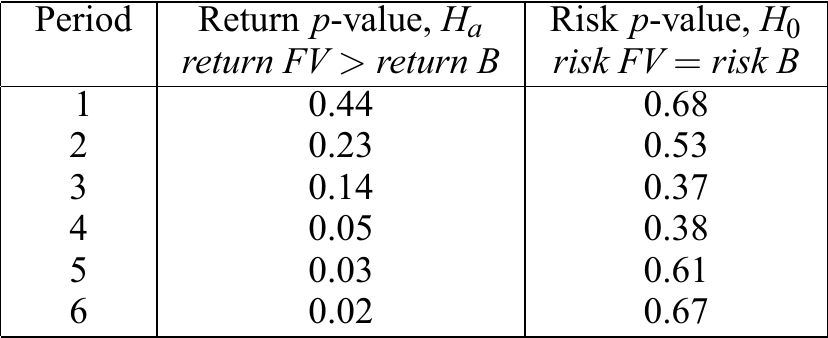 Period Return p-value, Hₐ Risk p-value, H₀
return FV > return B risk FV = risk B
1 0.44 0.68
2 0.23 0.53
3 0.14 0.37
4 0.05 0.38
5 0.03 0.61
6 0.02 0.67